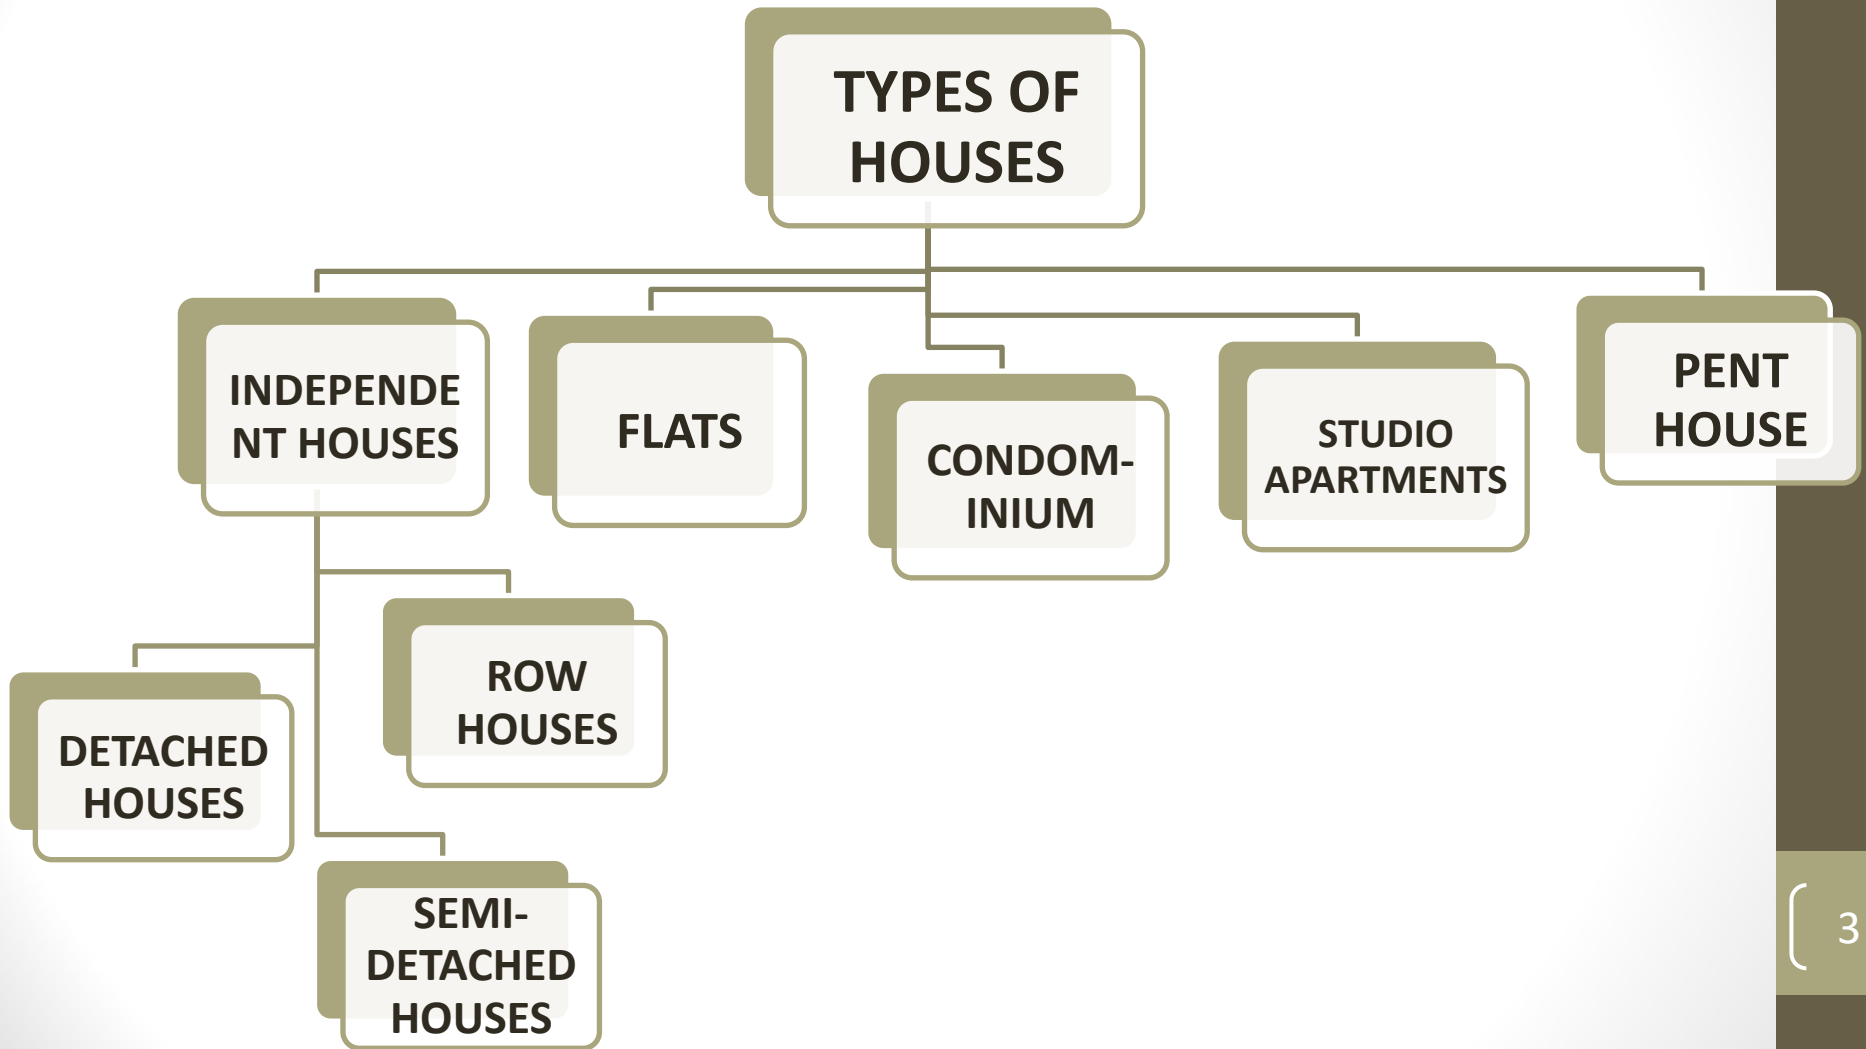 TYPES OF
HOUSES
INDEPENDE
NT HOUSES
FLATS
CONDOM-
INIUM
STUDIO
APARTMENTS
PENT
HOUSE
DETACHED
HOUSES
ROW
HOUSES
SEMI-
DETACHED
HOUSES
3